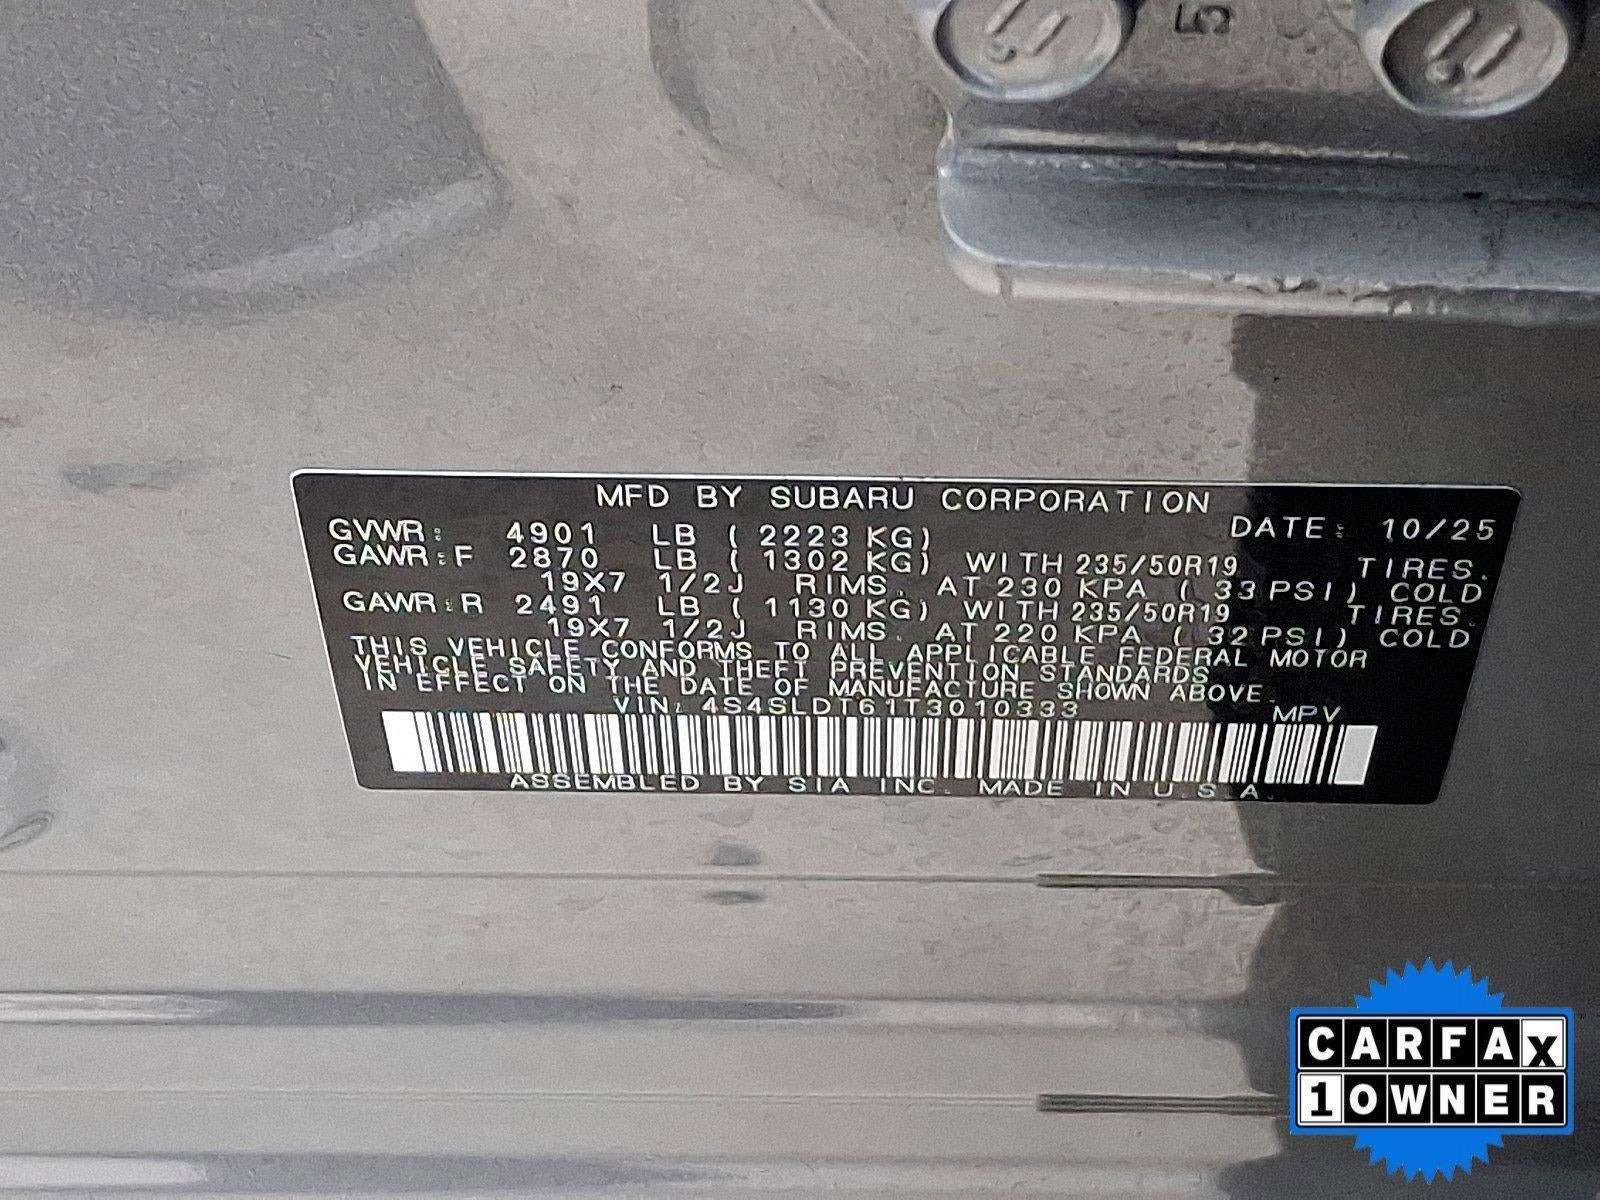 5
MFD BY SUBARU CORPORATION
GVWR: 4901 LB ( 2223 KG) DATE: 10/25
GAWR:F 2870 LB ( 1302 KG) WITH 235/50R19 TIRES.
19X7 1/2J RIMS. AT 230 KPA ( 33 PSI) COLD
GAWR:R 2491 LB ( 1130 KG) WITH 235/50R19 TIRES.
19X7 1/2J RIMS. AT 220 KPA ( 32 PSI) COLD
THIS VEHICLE CONFORMS TO ALL APPLICABLE FEDERAL MOTOR
VEHICLE SAFETY AND THEFT PREVENTION STANDARDS
IN EFFECT ON THE DATE OF MANUFACTURE SHOWN ABOVE.
VIN: 4S4SLDT61T3010333 MPV
ASSEMBLED BY SIA INC. MADE IN U.S.A.
CARFAX
1 OWNER